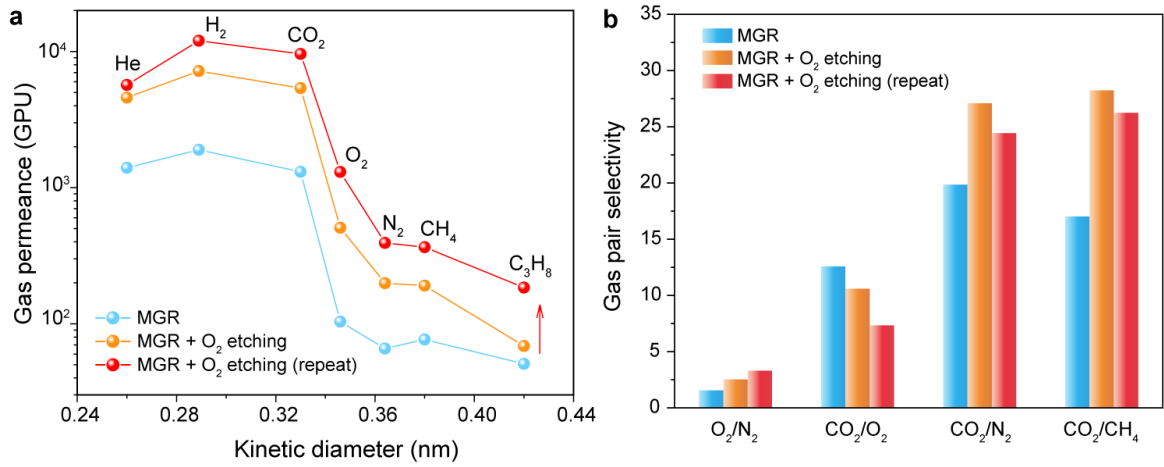 a
Gas permeance (GPU)
10⁴
10³
10²
He
H₂
CO₂
O₂
N₂
CH₄
C₃H₈
MGR
MGR + O₂ etching
MGR + O₂ etching (repeat)
0.24 0.28 0.32 0.36 0.40 0.44
Kinetic diameter (nm)
b
Gas pair selectivity
35
30
25
20
15
10
5
0
MGR
MGR + O₂ etching
MGR + O₂ etching (repeat)
O₂/N₂ CO₂/O₂ CO₂/N₂ CO₂/CH₄